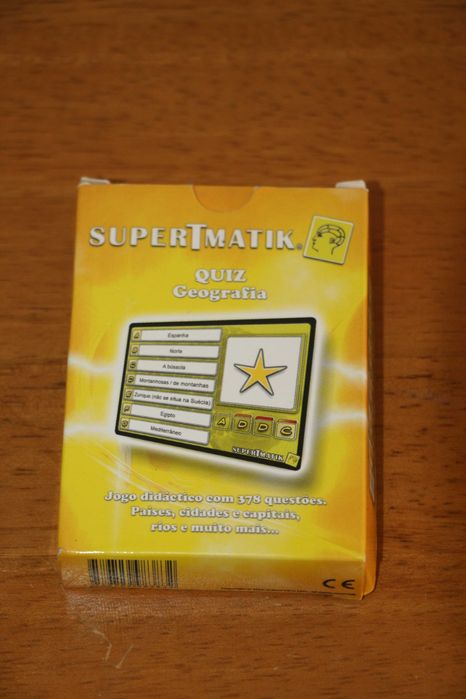 SUPERTMATIK®
QUIZ
Geografia
Espanha
Norte
A bússola
Montanhosas / de montanhas
Zurique (não se situa na Suécia)
Egipto
Mediterrâneo
A D D C
SUPERTMATIK
Jogo didáctico com 378 questões.
Países, cidades e capitais,
rios e muito mais...
CE